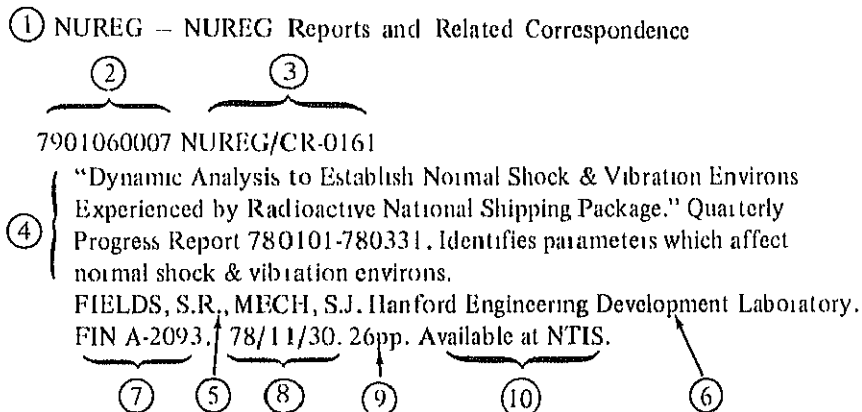 ① NUREG – NUREG Reports and Related Correspondence
② ③
7901060007 NUREG/CR-0161
"Dynamic Analysis to Establish Normal Shock & Vibration Environs
Experienced by Radioactive National Shipping Package." Quarterly
④ Progress Report 780101-780331. Identifies parameters which affect
normal shock & vibration environs.
FIELDS, S.R., MECH, S.J. Hanford Engineering Development Laboratory.
FIN A-2093. 78/11/30. 26pp. Available at NTIS.
⑦ ⑤ ⑧ ⑨ ⑩ ⑥